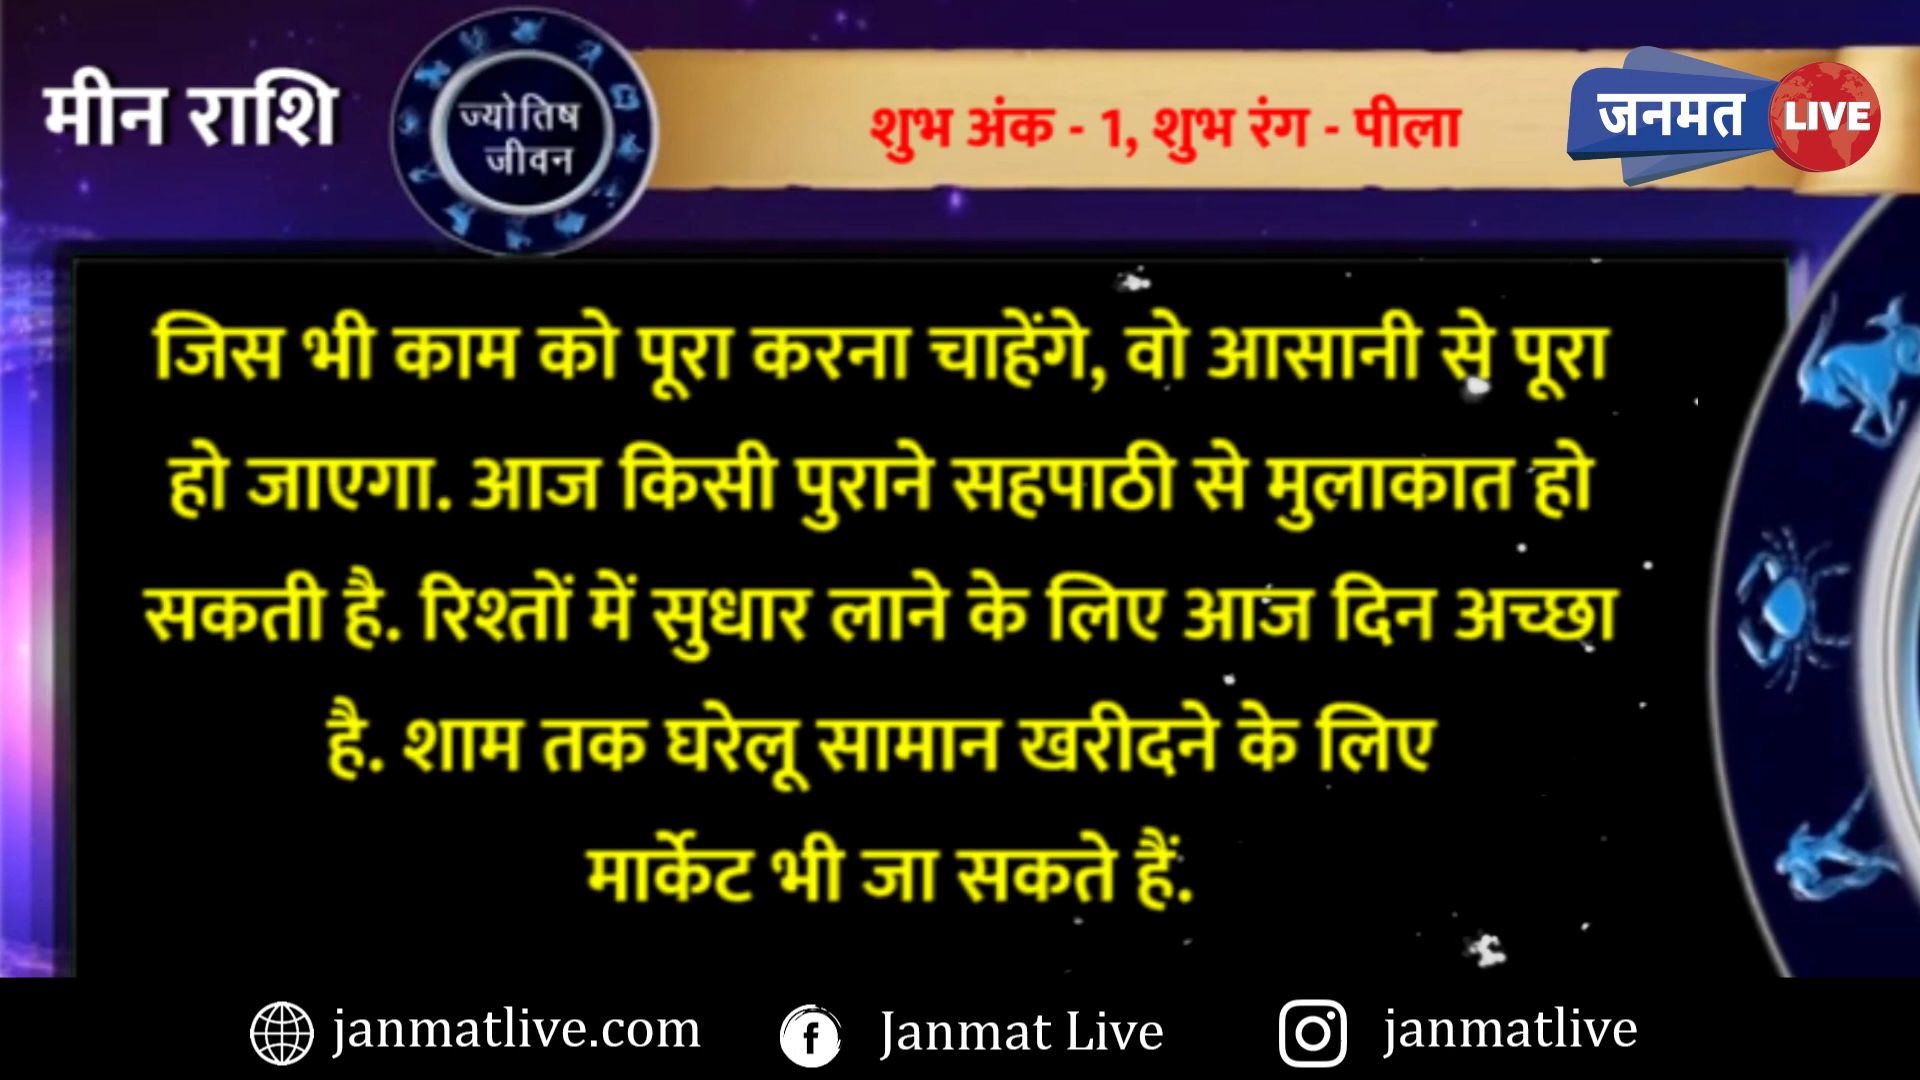 मीन राशि
ज्योतिष
जीवन
शुभ अंक - 1, शुभ रंग - पीला
जनमत LIVE
जिस भी काम को पूरा करना चाहेंगे, वो आसानी से पूरा
हो जाएगा. आज किसी पुराने सहपाठी से मुलाकात हो
सकती है. रिश्तों में सुधार लाने के लिए आज दिन अच्छा
है. शाम तक घरेलू सामान खरीदने के लिए
मार्केट भी जा सकते हैं.
janmatlive.com Janmat Live janmatlive